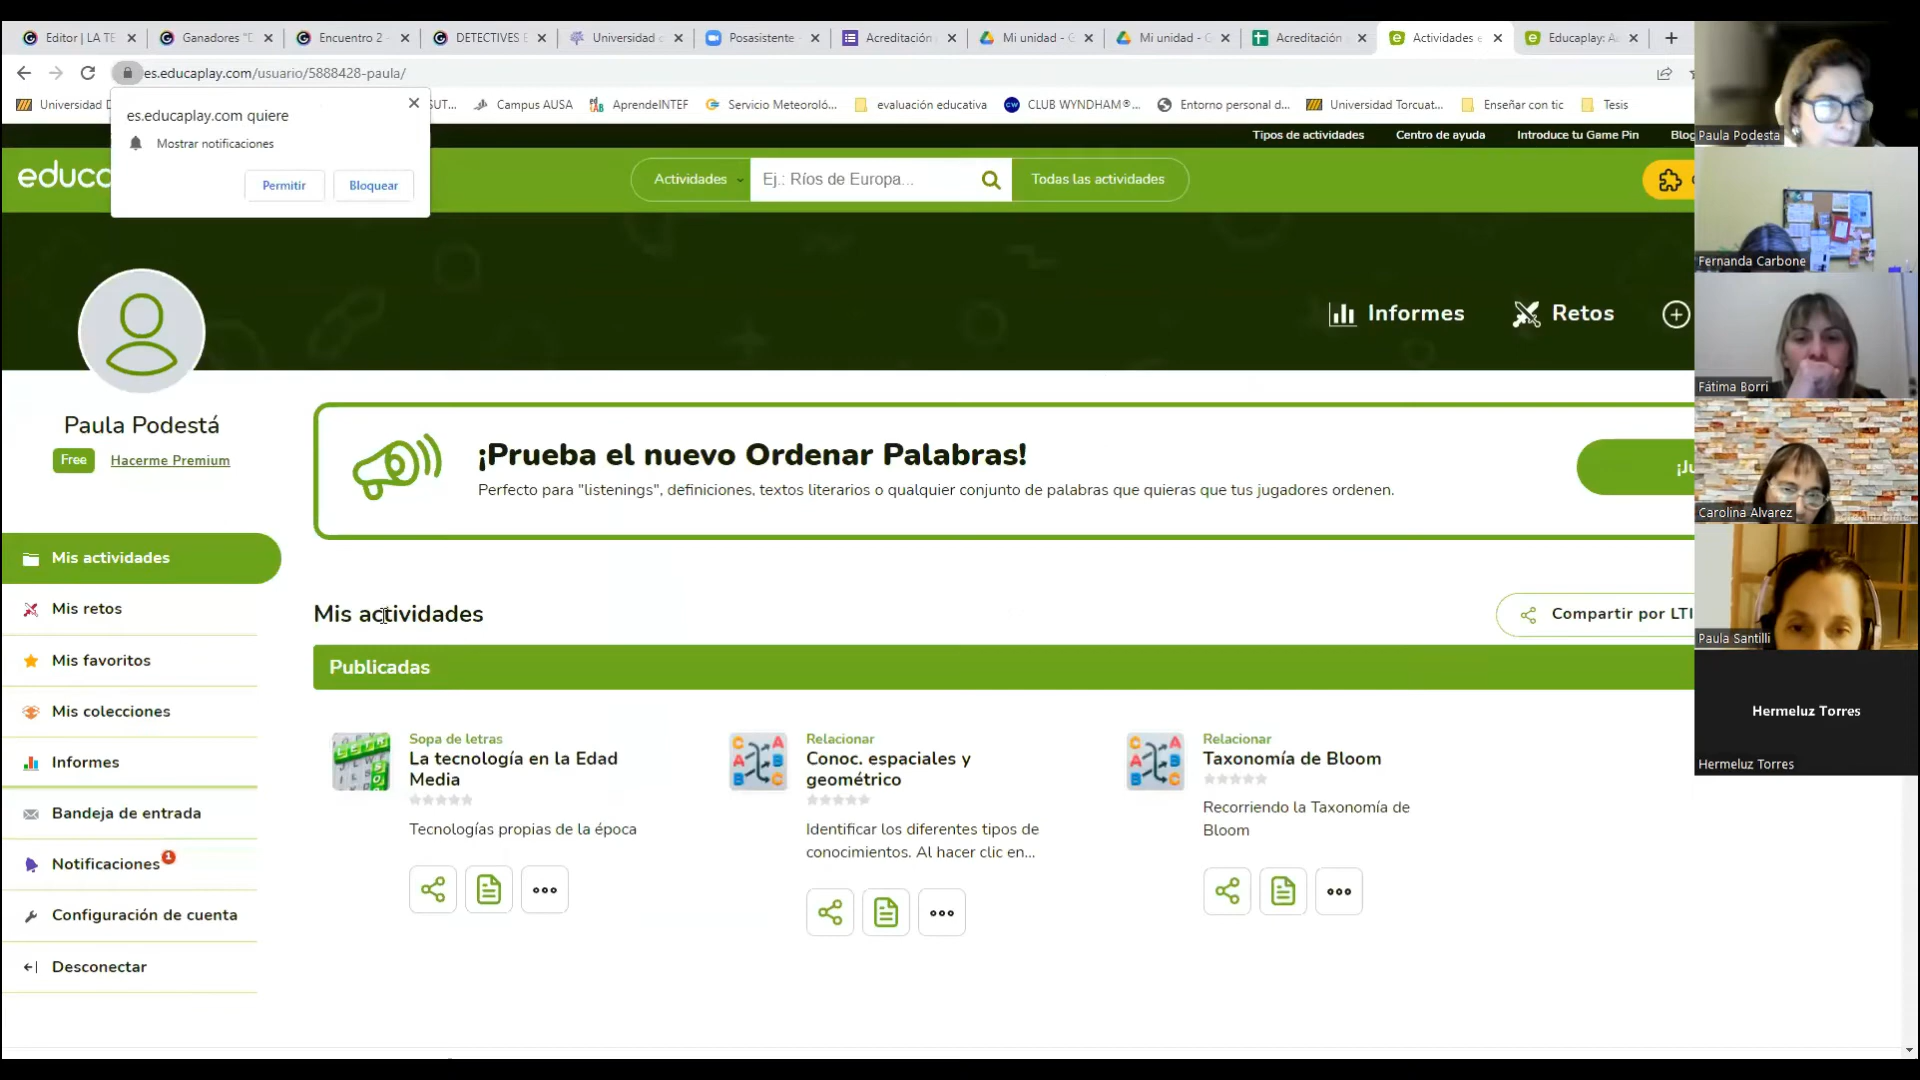 Editor | LA TE
Ganadores "D
Encuentro 2 -
DETECTIVES E
Universidad
Posasistente -
Acreditación
Mi unidad - G
Mi unidad - G
Acreditación
Actividades e
Educaplay: A
es.educaplay.com/usuario/5888428-paula/
Universidad D
SUT...
Campus AUSA
AprendeINTEF
Servicio Meteoroló...
evaluación educativa
CLUB WYNDHAM®...
Entorno personal d...
Universidad Torcuat...
Enseñar con tic
Tesis
es.educaplay.com quiere
Mostrar notificaciones
Permitir
Bloquear
Tipos de actividades
Centro de ayuda
Introduce tu Game Pin
Blog
educa
Actividades
Ej.: Ríos de Europa...
Todas las actividades
Informes
Retos
Paula Podestá
Free
Hacerme Premium
¡Prueba el nuevo Ordenar Palabras!
Perfecto para "listenings", definiciones, textos literarios o qualquier conjunto de palabras que quieras que tus jugadores ordenen.
¡Ju
Mis actividades
Mis retos
Mis favoritos
Mis colecciones
Informes
Bandeja de entrada
Notificaciones
1
Configuración de cuenta
Desconectar
Mis actividades
Compartir por LTI
Publicadas
Sopa de letras
La tecnología en la Edad
Media
Tecnologías propias de la época
Relacionar
Conoc. espaciales y
geométrico
Identificar los diferentes tipos de
conocimientos. Al hacer clic en...
Relacionar
Taxonomía de Bloom
Recorriendo la Taxonomía de
Bloom
Paula Podesta
Fernanda Carbone
Fátima Borri
Carolina Alvarez
Paula Santilli
Hermeluz Torres
Hermeluz Torres